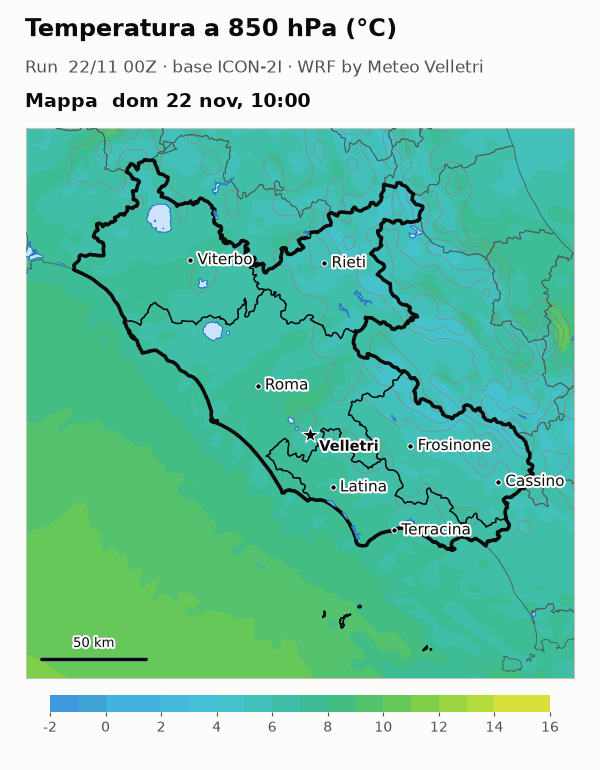 Temperatura a 850 hPa (°C)
Run 22/11 00Z · base ICON-2I · WRF by Meteo Velletri
Mappa dom 22 nov, 10:00
Viterbo
Rieti
Roma
Velletri
Frosinone
Latina
Cassino
Terracina
50 km
-2 0 2 4 6 8 10 12 14 16